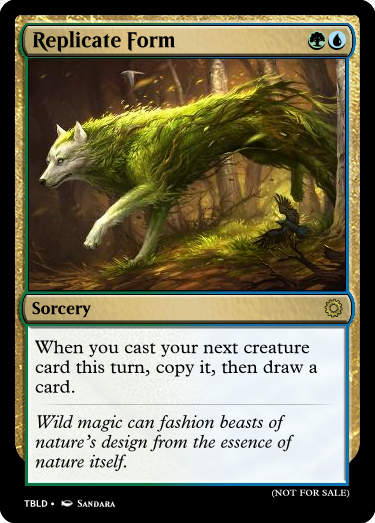 Replicate Form
Sorcery
When you cast your next creature
card this turn, copy it, then draw a
card.
Wild magic can fashion beasts of
nature's design from the essence of
nature itself.
(NOT FOR SALE)
TBLD • Sandara